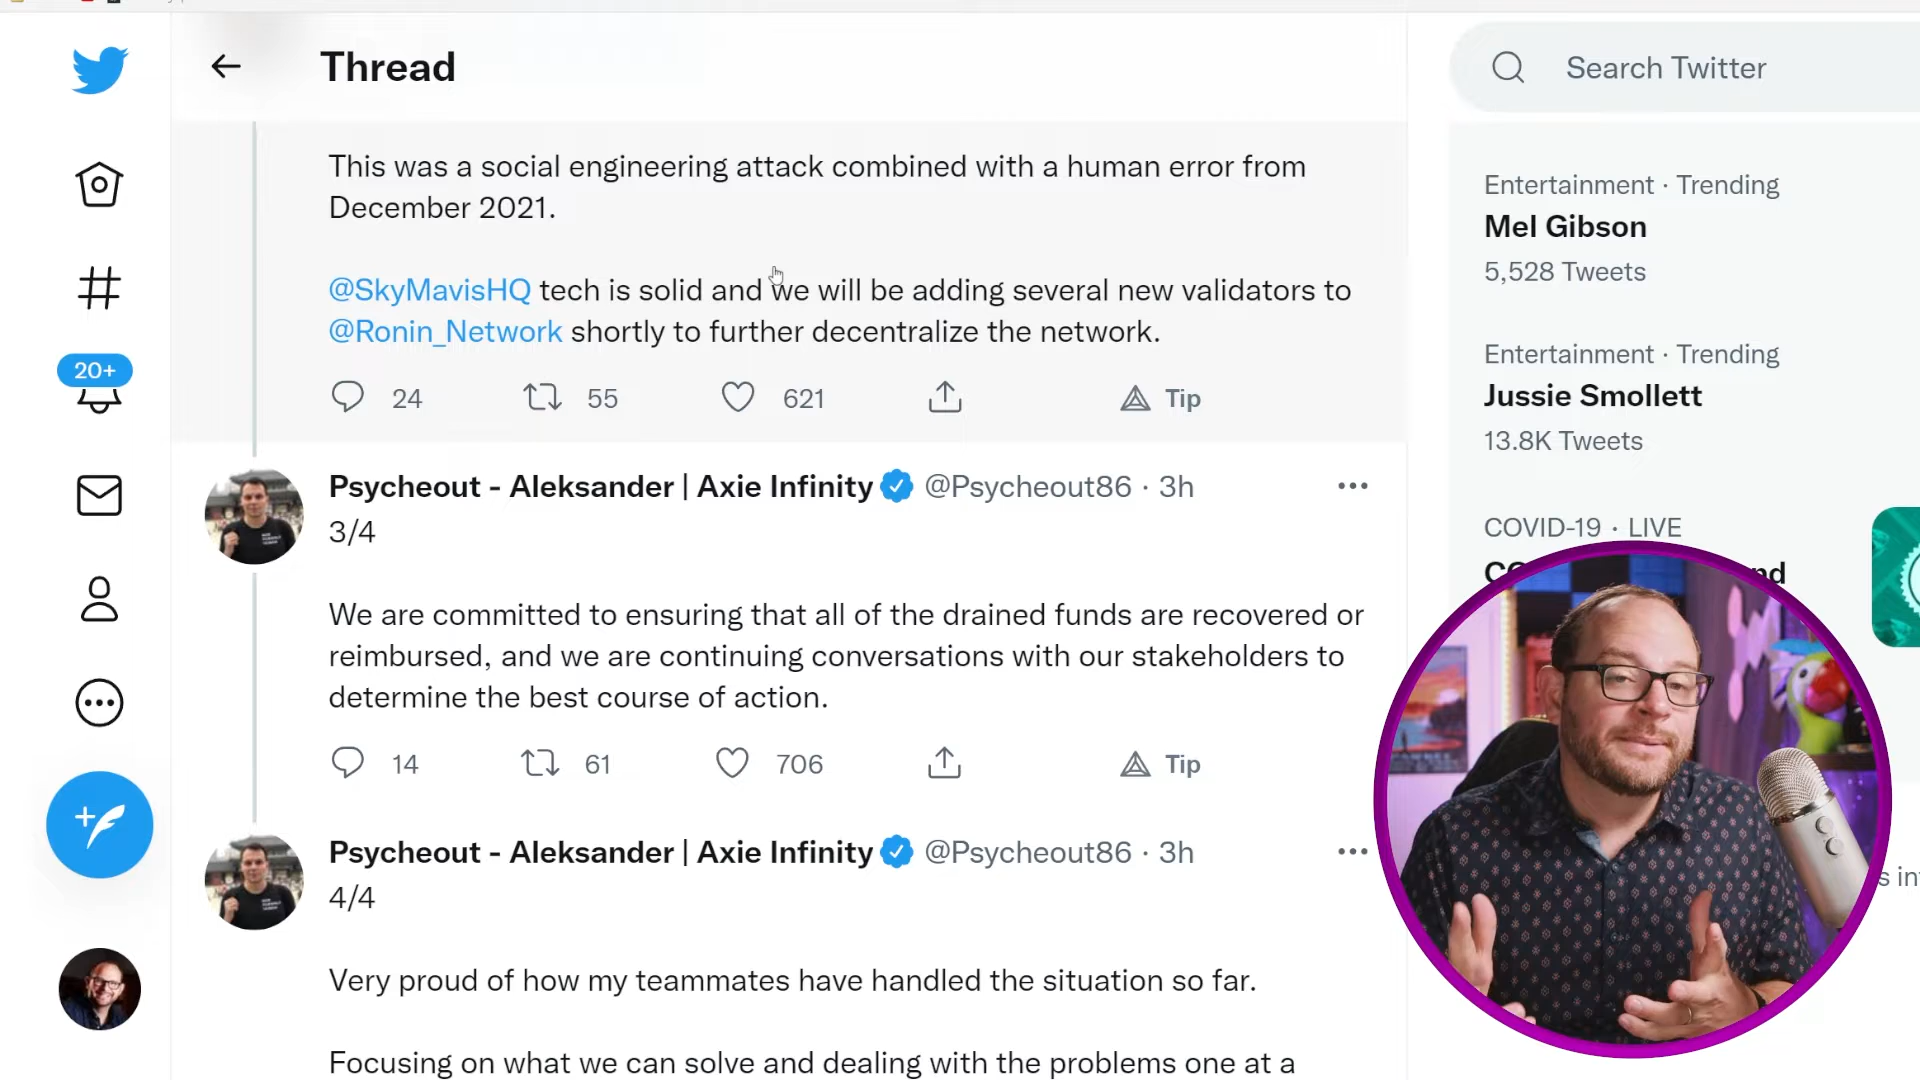 Thread
Search Twitter
This was a social engineering attack combined with a human error from
December 2021.
@SkyMavisHQ tech is solid and we will be adding several new validators to
@Ronin_Network shortly to further decentralize the network.
24 55 621 Tip
Psycheout - Aleksander | Axie Infinity @Psycheout86 · 3h
3/4
We are committed to ensuring that all of the drained funds are recovered or
reimbursed, and we are continuing conversations with our stakeholders to
determine the best course of action.
14 61 706 Tip
Psycheout - Aleksander | Axie Infinity @Psycheout86 · 3h
4/4
Very proud of how my teammates have handled the situation so far.
Focusing on what we can solve and dealing with the problems one at a
20+
Entertainment · Trending
Mel Gibson
5,528 Tweets
Entertainment · Trending
Jussie Smollett
13.8K Tweets
COVID-19 · LIVE